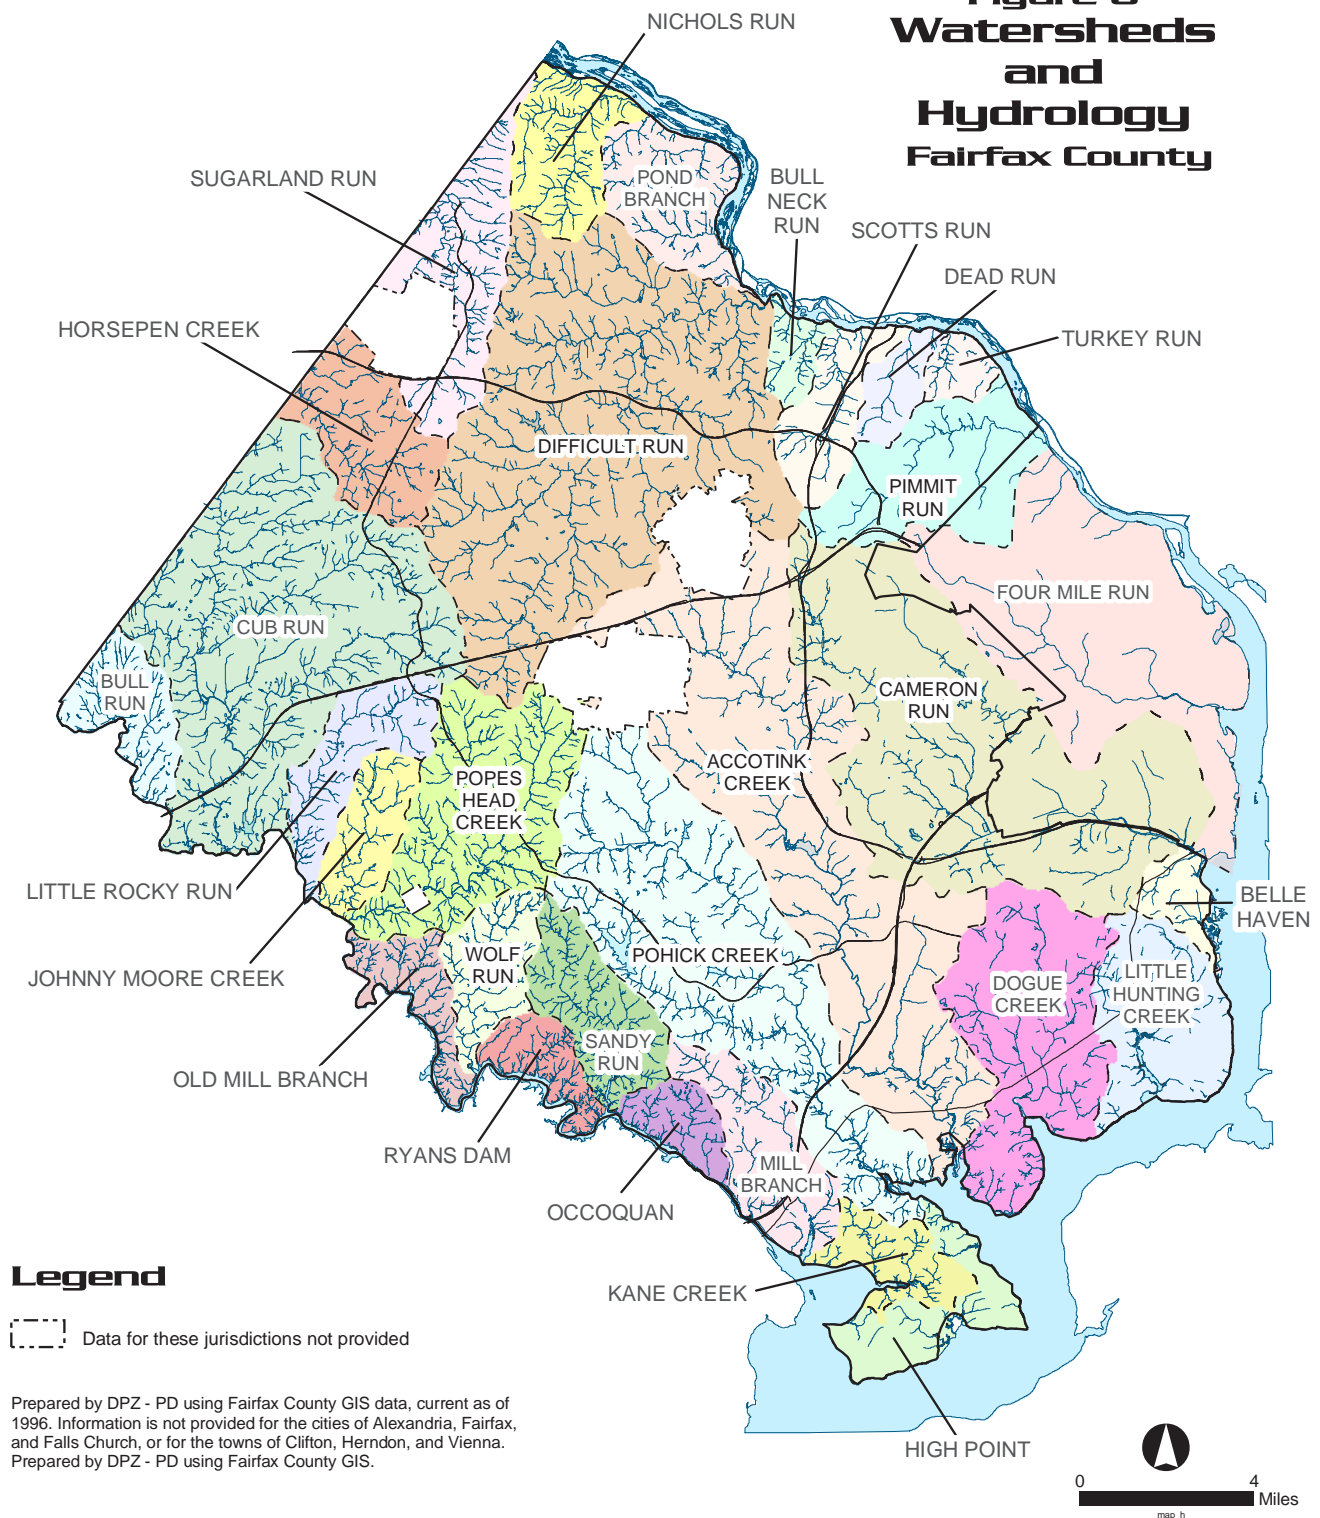 Watersheds
and
Hydrology
Fairfax County
NICHOLS RUN
SUGARLAND RUN
POND
BRANCH
BULL
NECK
RUN
SCOTTS RUN
DEAD RUN
HORSEPEN CREEK
TURKEY RUN
DIFFICULT RUN
PIMMIT
RUN
FOUR MILE RUN
CUB RUN
BULL
RUN
CAMERON
RUN
ACCOTINK
CREEK
POPES
HEAD
CREEK
LITTLE ROCKY RUN
BELLE
HAVEN
JOHNNY MOORE CREEK
WOLF
RUN
POHICK CREEK
DOGUE
CREEK
LITTLE
HUNTING
CREEK
OLD MILL BRANCH
SANDY
RUN
RYANS DAM
MILL
BRANCH
OCCOQUAN
KANE CREEK
HIGH POINT
Legend
Data for these jurisdictions not provided
Prepared by DPZ - PD using Fairfax County GIS data, current as of
1996. Information is not provided for the cities of Alexandria, Fairfax,
and Falls Church, or for the towns of Clifton, Herndon, and Vienna.
Prepared by DPZ - PD using Fairfax County GIS.
0 4
Miles
map h